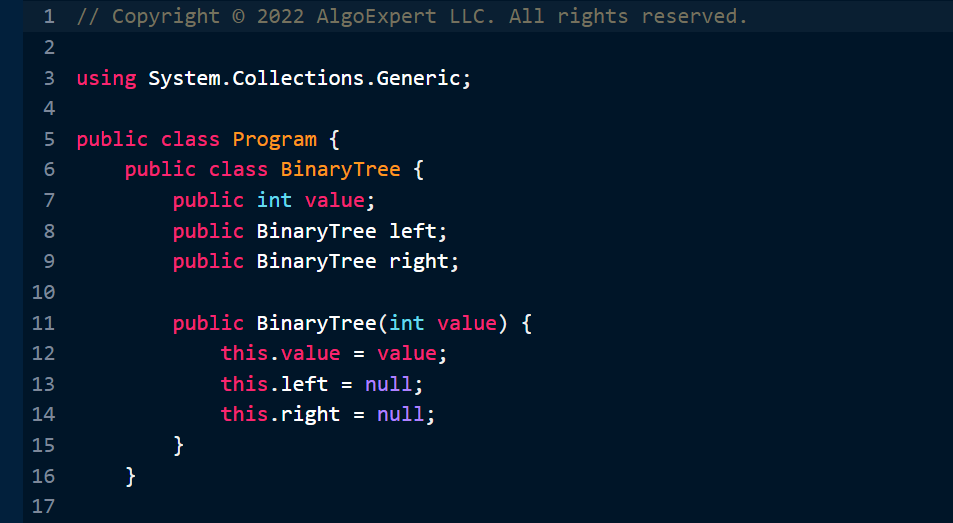 1 // Copyright © 2022 AlgoExpert LLC. All rights reserved.
2
3 using System.Collections.Generic;
4
5 public class Program {
6     public class BinaryTree {
7         public int value;
8         public BinaryTree left;
9         public BinaryTree right;
10
11         public BinaryTree(int value) {
12             this.value = value;
13             this.left = null;
14             this.right = null;
15         }
16     }
17